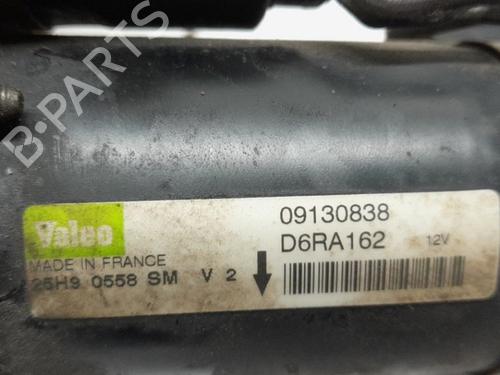 B-PARTS
09130838
Valeo
D6RA162 12V
MADE IN FRANCE
25H9 0558 SM V 2